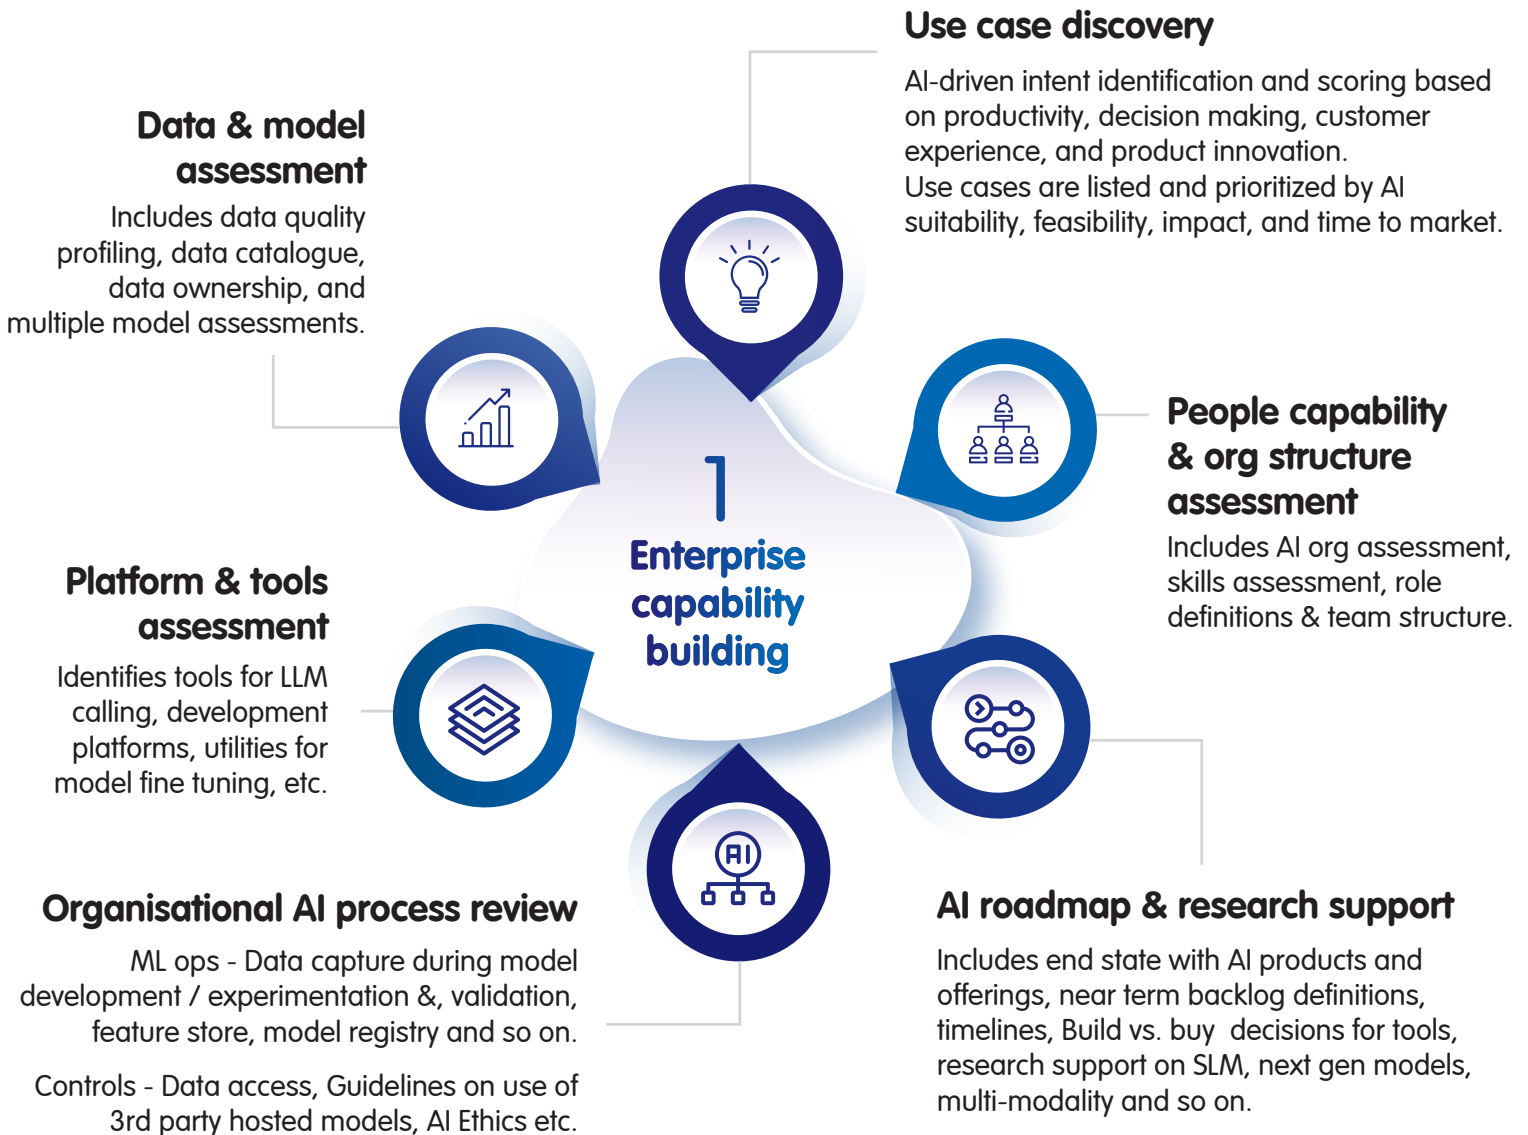 Use case discovery
AI-driven intent identification and scoring based
on productivity, decision making, customer
experience, and product innovation.
Use cases are listed and prioritized by AI
suitability, feasibility, impact, and time to market.
Data & model
assessment
Includes data quality
profiling, data catalogue,
data ownership, and
multiple model assessments.
People capability
& org structure
assessment
Includes AI org assessment,
skills assessment, role
definitions & team structure.
1
Enterprise
capability
building
Platform & tools
assessment
Identifies tools for LLM
calling, development
platforms, utilities for
model fine tuning, etc.
AI
Organisational AI process review
ML ops - Data capture during model
development / experimentation &, validation,
feature store, model registry and so on.
Controls - Data access, Guidelines on use of
3rd party hosted models, AI Ethics etc.
AI roadmap & research support
Includes end state with AI products and
offerings, near term backlog definitions,
timelines, Build vs. buy  decisions for tools,
research support on SLM, next gen models,
multi-modality and so on.